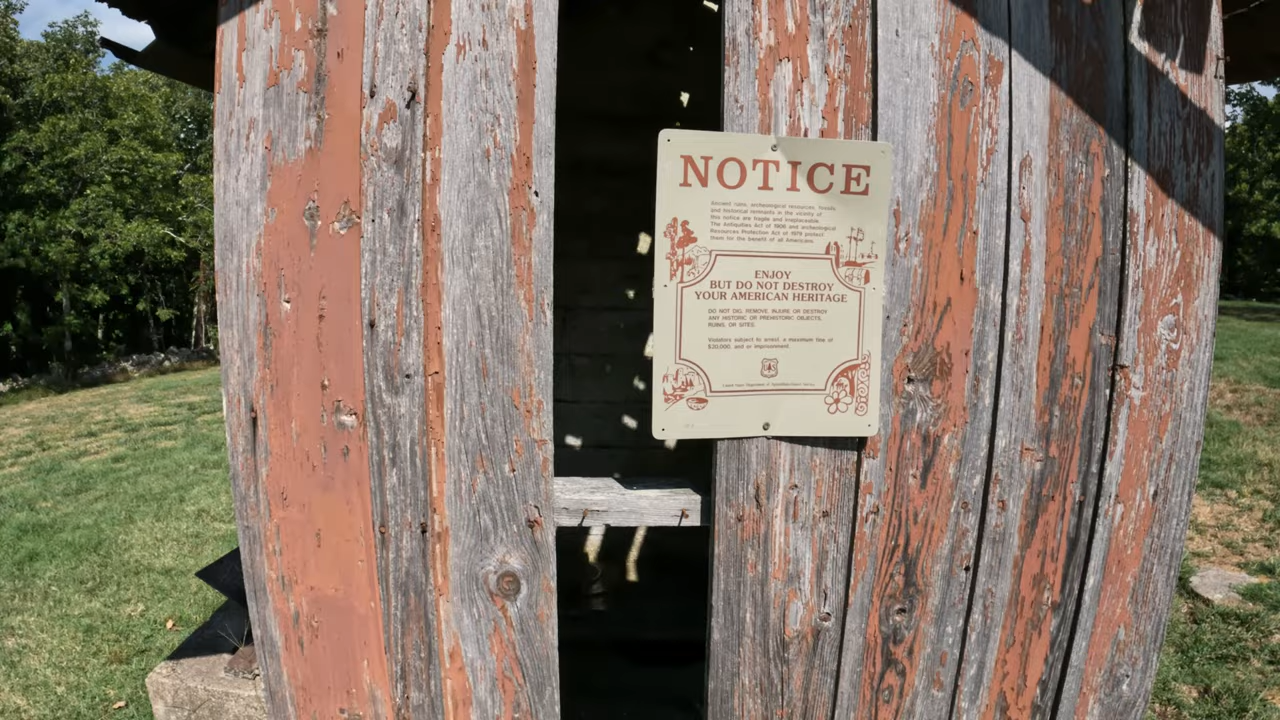 NOTICE
Ancient ruins, archeological resources, fossils,
and historical remnants in the vicinity of
this notice are fragile and irreplaceable.
The Antiquities Act of 1906 and archeological
Resources Protection Act of 1979 protect
them for the benefit of all Americans.
ENJOY
BUT DO NOT DESTROY
YOUR AMERICAN HERITAGE
DO NOT DIG, REMOVE, INJURE OR DESTROY
ANY HISTORIC OR PREHISTORIC OBJECTS,
RUINS, OR SITES.
Violators subject to arrest, a maximum fine of
$20,000, and or imprisonment.